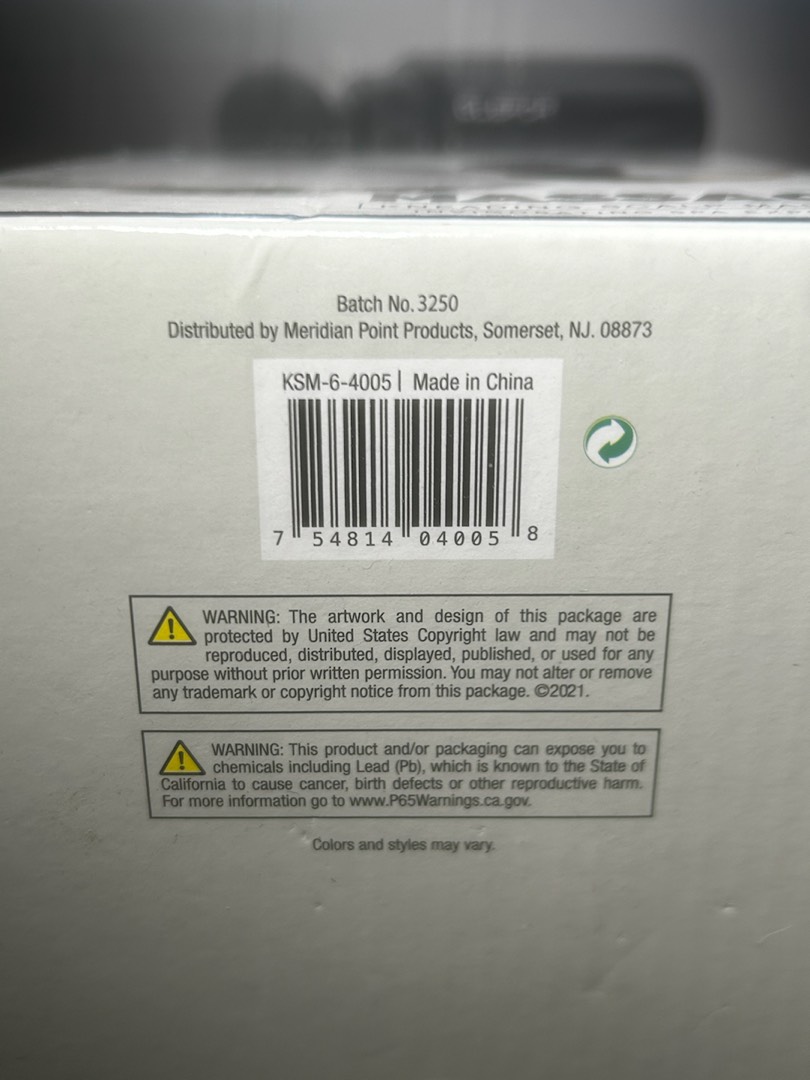 MASSAG
Batch No. 3250
Distributed by Meridian Point Products, Somerset, NJ. 08873
KSM-6-4005 | Made in China
7 54814 04005 8
WARNING: The artwork and design of this package are
protected by United States Copyright law and may not be
reproduced, distributed, displayed, published, or used for any
purpose without prior written permission. You may not alter or remove
any trademark or copyright notice from this package. ©2021.
WARNING: This product and/or packaging can expose you to
chemicals including Lead (Pb), which is known to the State of
California to cause cancer, birth defects or other reproductive harm.
For more information go to www.P65Warnings.ca.gov.
Colors and styles may vary.